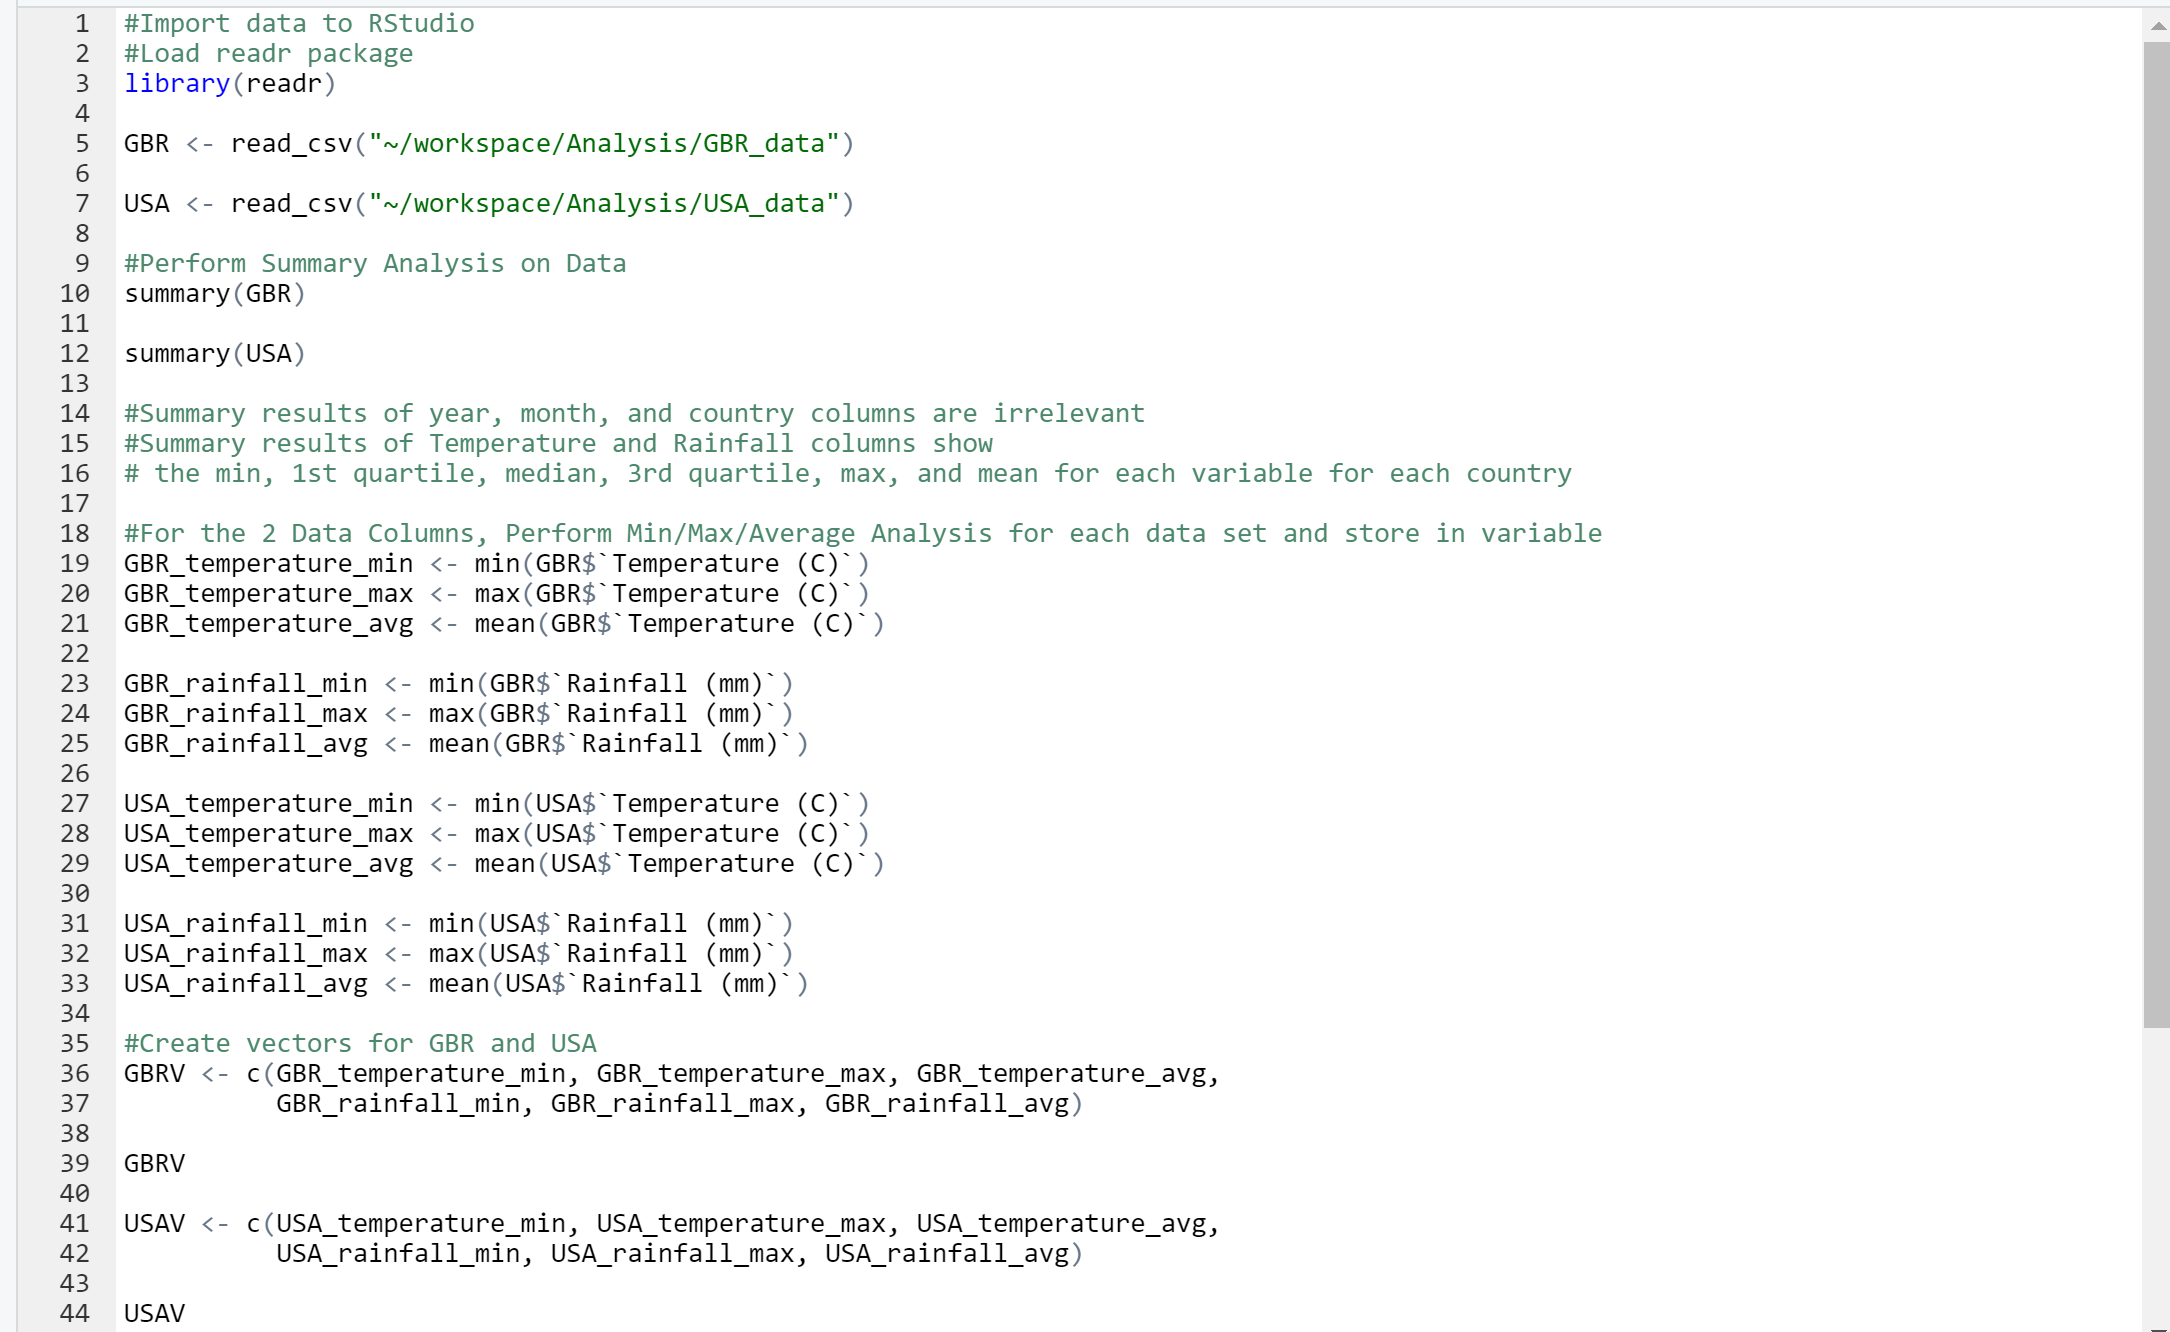 1 #Import data to RStudio
2 #Load readr package
3 library(readr)
4
5 GBR <- read_csv("~/workspace/Analysis/GBR_data")
6
7 USA <- read_csv("~/workspace/Analysis/USA_data")
8
9 #Perform Summary Analysis on Data
10 summary(GBR)
11
12 summary(USA)
13
14 #Summary results of year, month, and country columns are irrelevant
15 #Summary results of Temperature and Rainfall columns show
16 # the min, 1st quartile, median, 3rd quartile, max, and mean for each variable for each country
17
18 #For the 2 Data Columns, Perform Min/Max/Average Analysis for each data set and store in variable
19 GBR_temperature_min <- min(GBR$`Temperature (C)`)
20 GBR_temperature_max <- max(GBR$`Temperature (C)`)
21 GBR_temperature_avg <- mean(GBR$`Temperature (C)`)
22
23 GBR_rainfall_min <- min(GBR$`Rainfall (mm)`)
24 GBR_rainfall_max <- max(GBR$`Rainfall (mm)`)
25 GBR_rainfall_avg <- mean(GBR$`Rainfall (mm)`)
26
27 USA_temperature_min <- min(USA$`Temperature (C)`)
28 USA_temperature_max <- max(USA$`Temperature (C)`)
29 USA_temperature_avg <- mean(USA$`Temperature (C)`)
30
31 USA_rainfall_min <- min(USA$`Rainfall (mm)`)
32 USA_rainfall_max <- max(USA$`Rainfall (mm)`)
33 USA_rainfall_avg <- mean(USA$`Rainfall (mm)`)
34
35 #Create vectors for GBR and USA
36 GBRV <- c(GBR_temperature_min, GBR_temperature_max, GBR_temperature_avg,
37           GBR_rainfall_min, GBR_rainfall_max, GBR_rainfall_avg)
38
39 GBRV
40
41 USAV <- c(USA_temperature_min, USA_temperature_max, USA_temperature_avg,
42           USA_rainfall_min, USA_rainfall_max, USA_rainfall_avg)
43
44 USAV